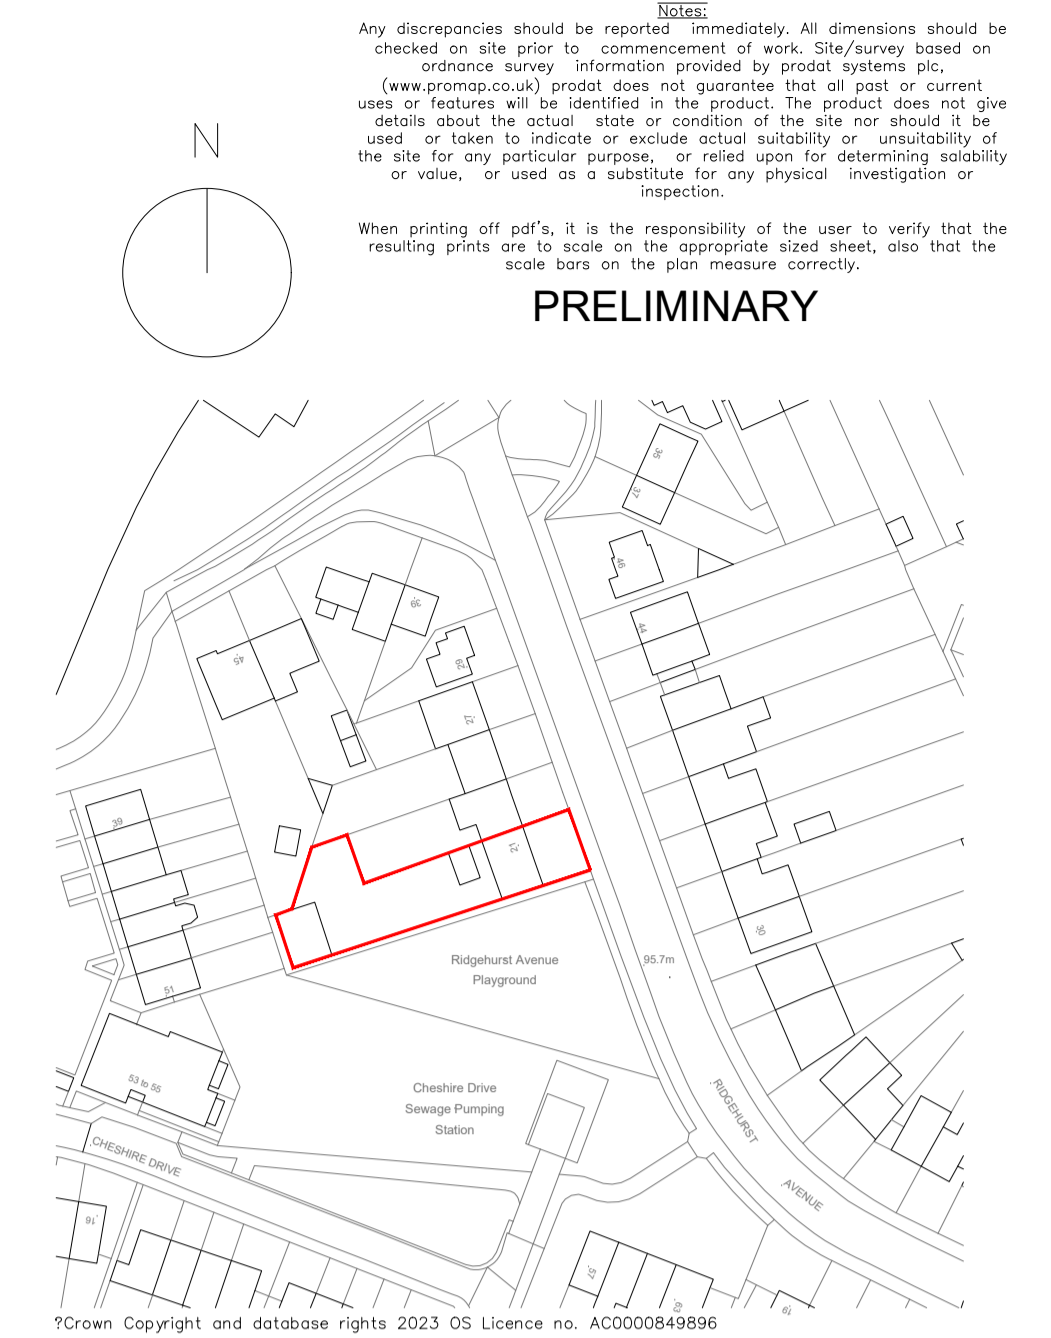 Notes:
Any discrepancies should be reported immediately. All dimensions should be
checked on site prior to commencement of work. Site/survey based on
ordnance survey information provided by prodat systems plc,
(www.promap.co.uk) prodat does not guarantee that all past or current
uses or features will be identified in the product. The product does not give
details about the actual state or condition of the site nor should it be
used or taken to indicate or exclude actual suitability or unsuitability of
the site for any particular purpose, or relied upon for determining salability
or value, or used as a substitute for any physical investigation or
inspection.
When printing off pdf's, it is the responsibility of the user to verify that the
resulting prints are to scale on the appropriate sized sheet, also that the
scale bars on the plan measure correctly.
N
PRELIMINARY
35
37
46
39
44
45
29
27
39
21
30
Ridgehurst Avenue
Playground
95.7m
51
53 to 55
Cheshire Drive
Sewage Pumping
Station
RIDGEHURST
AVENUE
CHESHIRE DRIVE
16
57
63
19
?Crown Copyright and database rights 2023 OS Licence no. AC0000849896